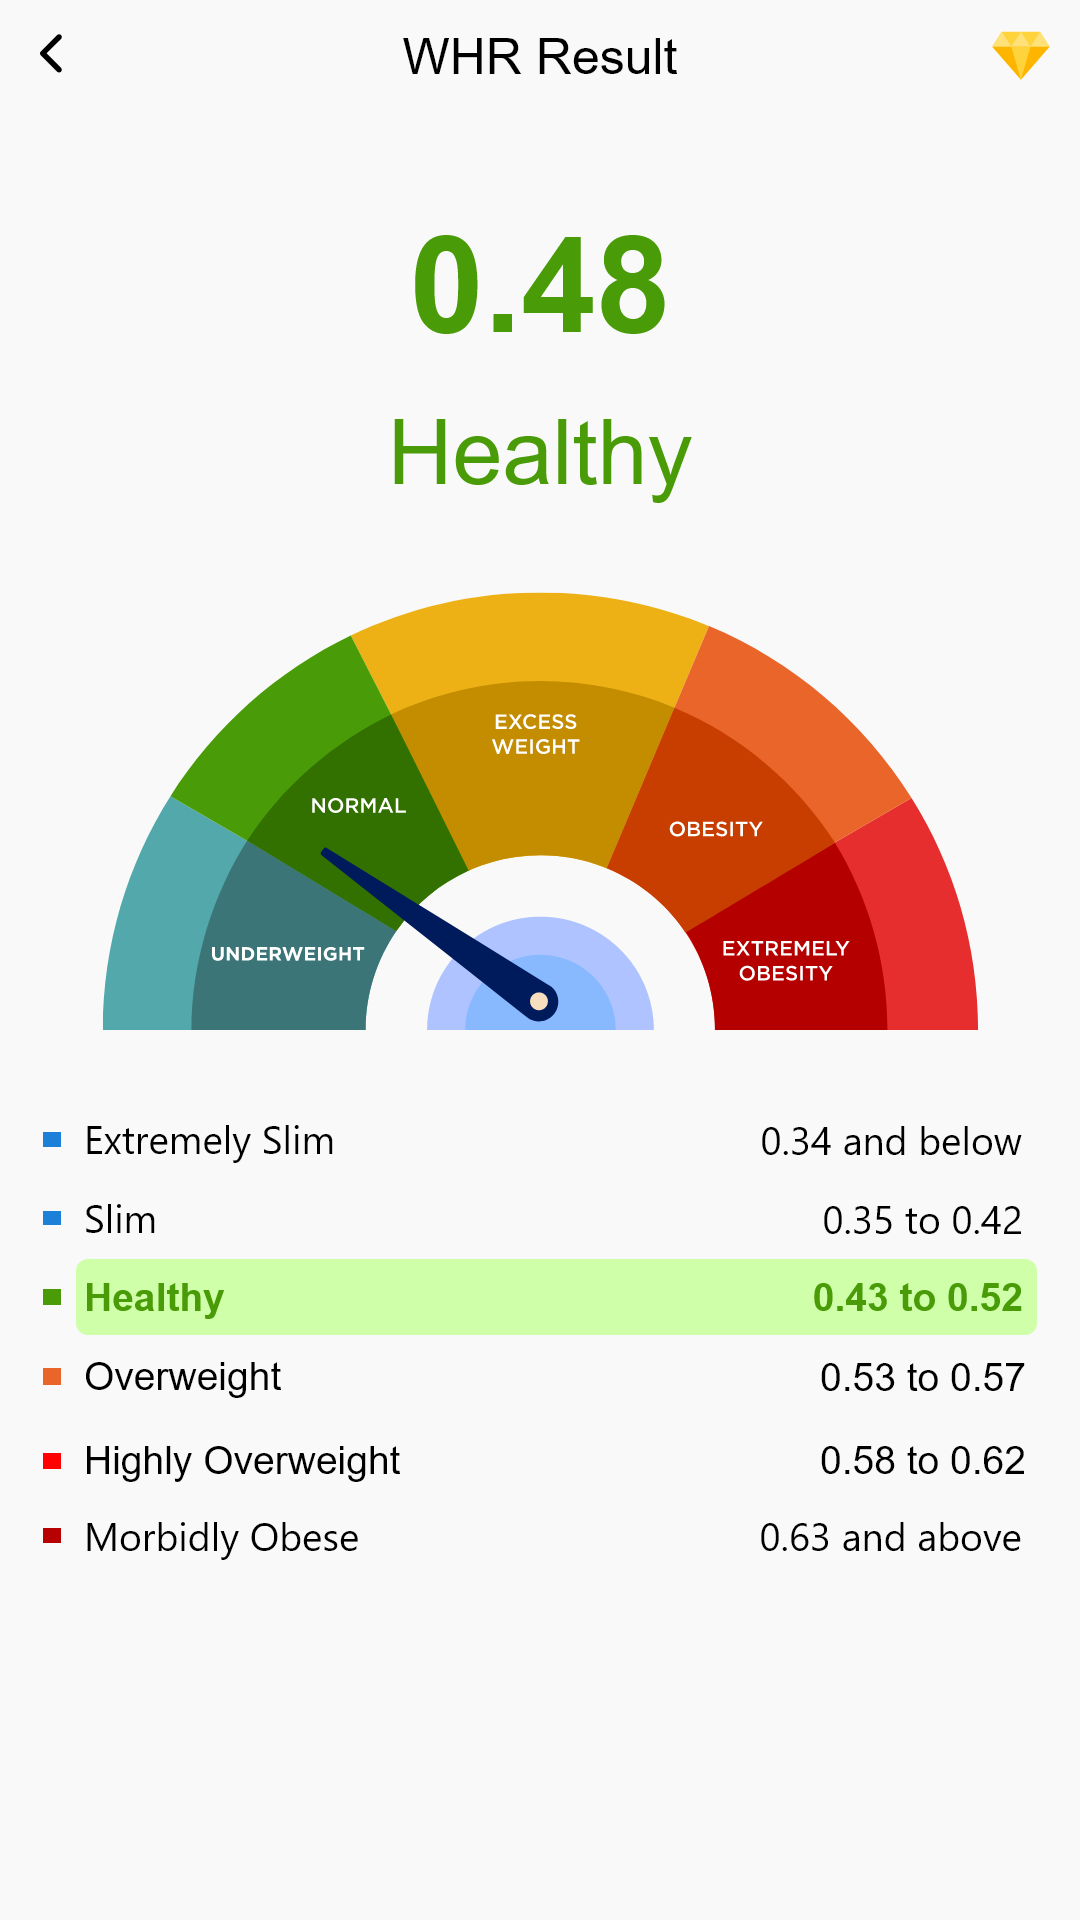 WHR Result
0.48
Healthy
EXCESS
WEIGHT
NORMAL
OBESITY
UNDERWEIGHT
EXTREMELY
OBESITY
Extremely Slim 0.34 and below
Slim 0.35 to 0.42
Healthy 0.43 to 0.52
Overweight 0.53 to 0.57
Highly Overweight 0.58 to 0.62
Morbidly Obese 0.63 and above